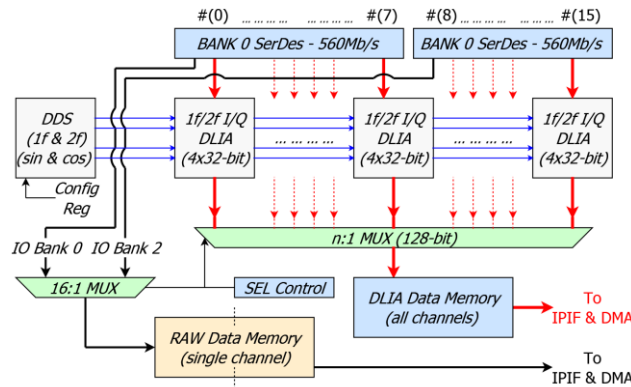 #(0) ... ... ... ... #(7) #(8) ... ... ... ... #(15)
BANK 0 SerDes - 560Mb/s
BANK 0 SerDes - 560Mb/s
DDS
(1f & 2f)
(sin & cos)
1f/2f I/Q
DLIA
(4x32-bit)
... ... ... ...
1f/2f I/Q
DLIA
(4x32-bit)
... ... ... ...
1f/2f I/Q
DLIA
(4x32-bit)
Config
Reg
n:1 MUX (128-bit)
IO Bank 0 IO Bank 2
16:1 MUX
SEL Control
DLIA Data Memory
(all channels)
To
IPIF & DMA
RAW Data Memory
(single channel)
To
IPIF & DMA